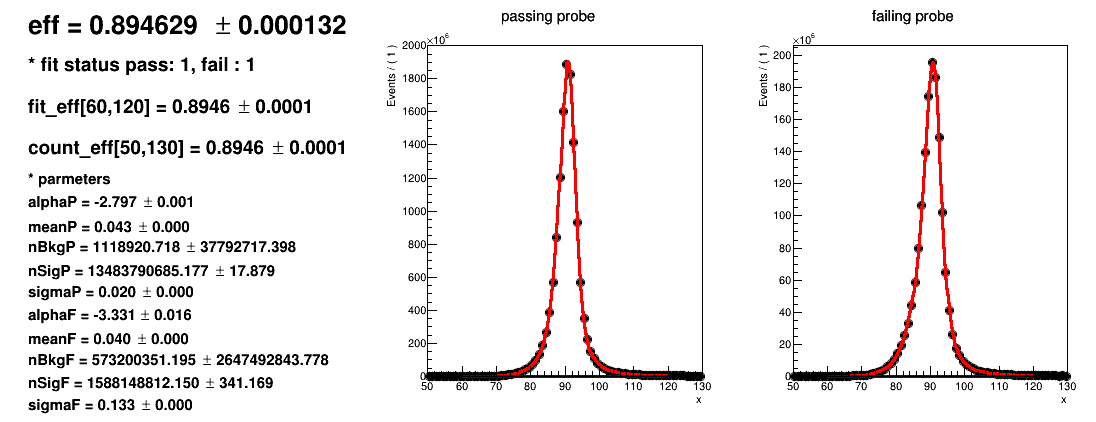 eff = 0.894629 ± 0.000132
* fit status pass: 1, fail : 1
fit_eff[60,120] = 0.8946 ± 0.0001
count_eff[50,130] = 0.8946 ± 0.0001
* parmeters
alphaP = -2.797 ± 0.001
meanP = 0.043 ± 0.000
nBkgP = 1118920.718 ± 37792717.398
nSigP = 13483790685.177 ± 17.879
sigmaP = 0.020 ± 0.000
alphaF = -3.331 ± 0.016
meanF = 0.040 ± 0.000
nBkgF = 573200351.195 ± 2647492843.778
nSigF = 1588148812.150 ± 341.169
sigmaF = 0.133 ± 0.000
passing probe
×10⁶
Events / ( 1 )
2000
1800
1600
1400
1200
1000
800
600
400
200
0
50 60 70 80 90 100 110 120 130
x
failing probe
×10⁶
Events / ( 1 )
200
180
160
140
120
100
80
60
40
20
0
50 60 70 80 90 100 110 120 130
x